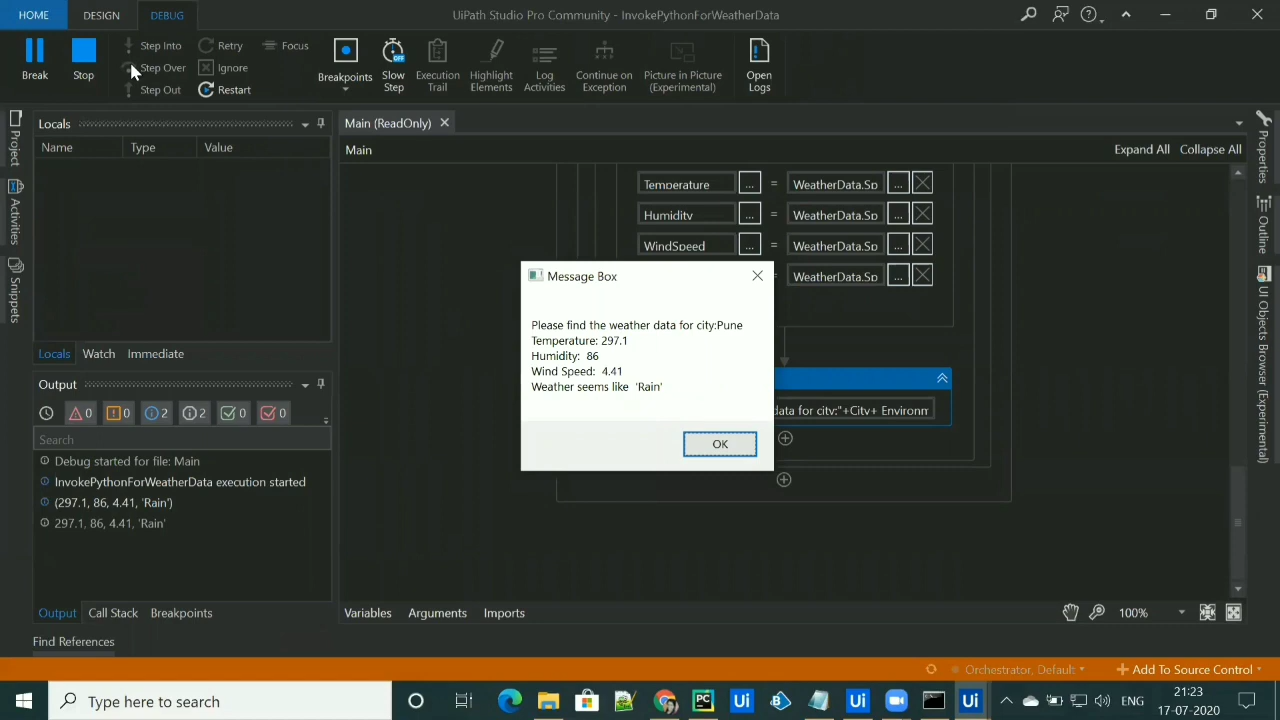 HOME DESIGN DEBUG UiPath Studio Pro Community - InvokePythonForWeatherData
Break Stop Step Into Step Over Step Out Retry Ignore Restart Focus
Breakpoints Slow Step Execution Trail Highlight Elements Log Activities Continue on Exception Picture in Picture (Experimental) Open Logs
OFF
Project
Activities
Snippets
Locals
Name Type Value
Locals Watch Immediate
Output
0 0 2 2 0 0
Search
Debug started for file: Main
InvokePythonForWeatherData execution started
(297.1, 86, 4.41, 'Rain')
297.1, 86, 4.41, 'Rain'
Output Call Stack Breakpoints
Find References
Main (ReadOnly)
Main Expand All Collapse All
Temperature ... = WeatherData.Sp ...
Humidity ... = WeatherData.Sp ...
WindSpeed ... = WeatherData.Sp ...
= WeatherData.Sp ...
Message Box
Please find the weather data for city:Pune
Temperature: 297.1
Humidity: 86
Wind Speed: 4.41
Weather seems like 'Rain'
OK
data for city:"+City+ Environm
Variables Arguments Imports 100%
Properties
Outline
UI Objects Browser (Experimental)
Orchestrator, Default Add To Source Control
Type here to search
PC Ui Ui Ui
ENG 21:23
17-07-2020